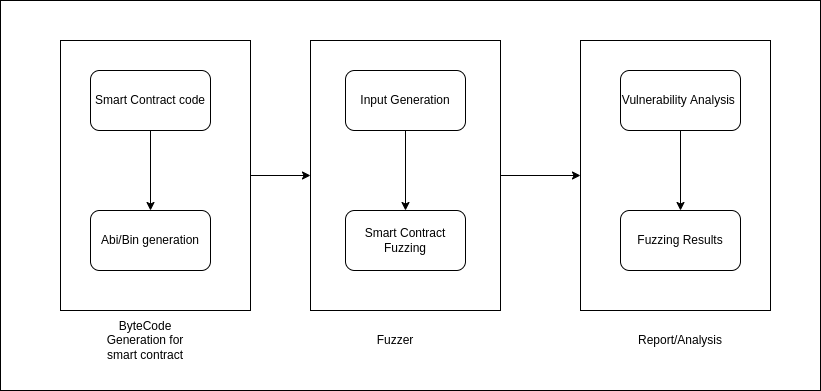 Smart Contract code
Abi/Bin generation
ByteCode
Generation for
smart contract
Input Generation
Smart Contract
Fuzzing
Fuzzer
Vulnerability Analysis
Fuzzing Results
Report/Analysis